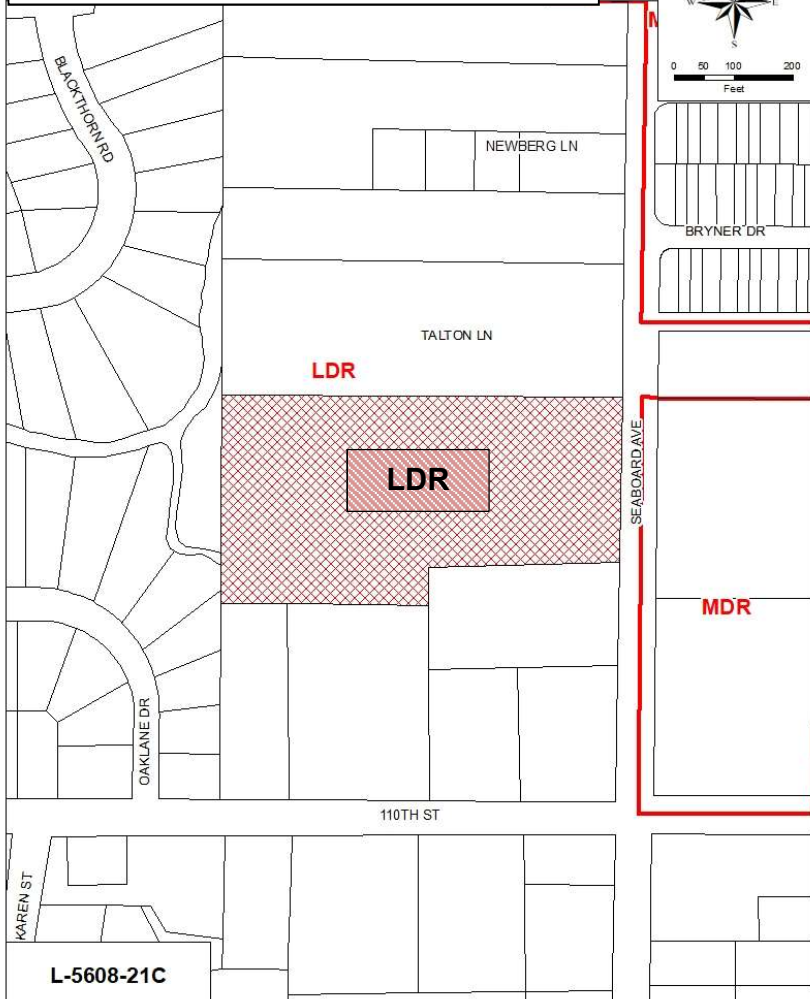 W E
S
0 50 100 200
Feet
BLACKTHORN RD
NEWBERG LN
BRYNER DR
TALTON LN
LDR
SEABOARD AVE
LDR
MDR
OAKLANE DR
110TH ST
KAREN ST
L-5608-21C